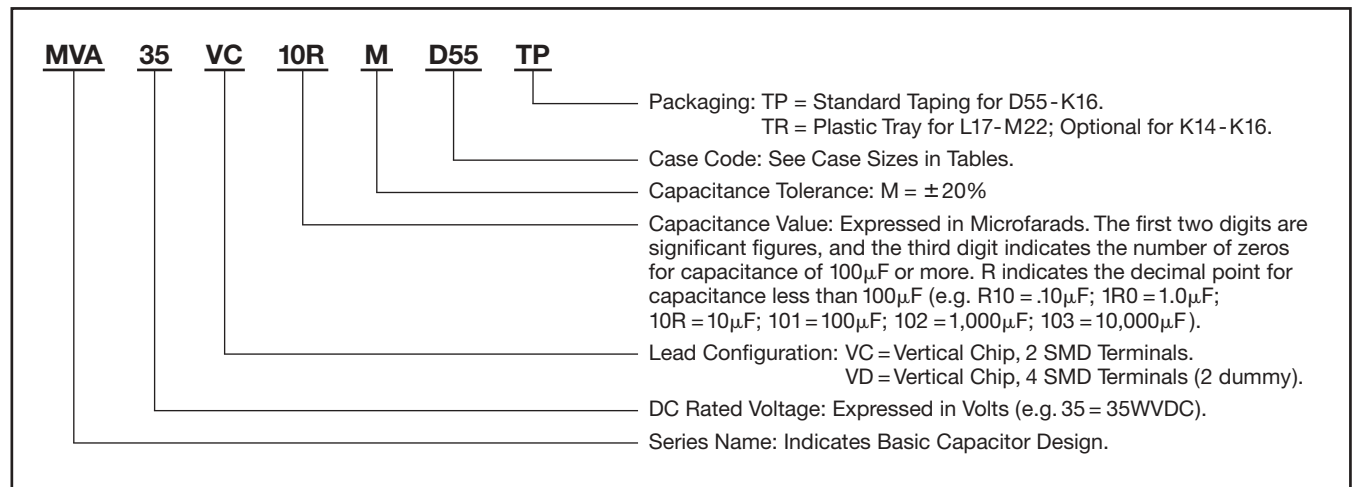 MVA 35 VC 10R M D55 TP
Packaging: TP = Standard Taping for D55-K16.
TR = Plastic Tray for L17-M22; Optional for K14-K16.
Case Code: See Case Sizes in Tables.
Capacitance Tolerance: M = ±20%
Capacitance Value: Expressed in Microfarads. The first two digits are
significant figures, and the third digit indicates the number of zeros
for capacitance of 100μF or more. R indicates the decimal point for
capacitance less than 100μF (e.g. R10 = .10μF; 1R0 = 1.0μF;
10R = 10μF; 101 = 100μF; 102 = 1,000μF; 103 = 10,000μF).
Lead Configuration: VC = Vertical Chip, 2 SMD Terminals.
VD = Vertical Chip, 4 SMD Terminals (2 dummy).
DC Rated Voltage: Expressed in Volts (e.g. 35 = 35WVDC).
Series Name: Indicates Basic Capacitor Design.